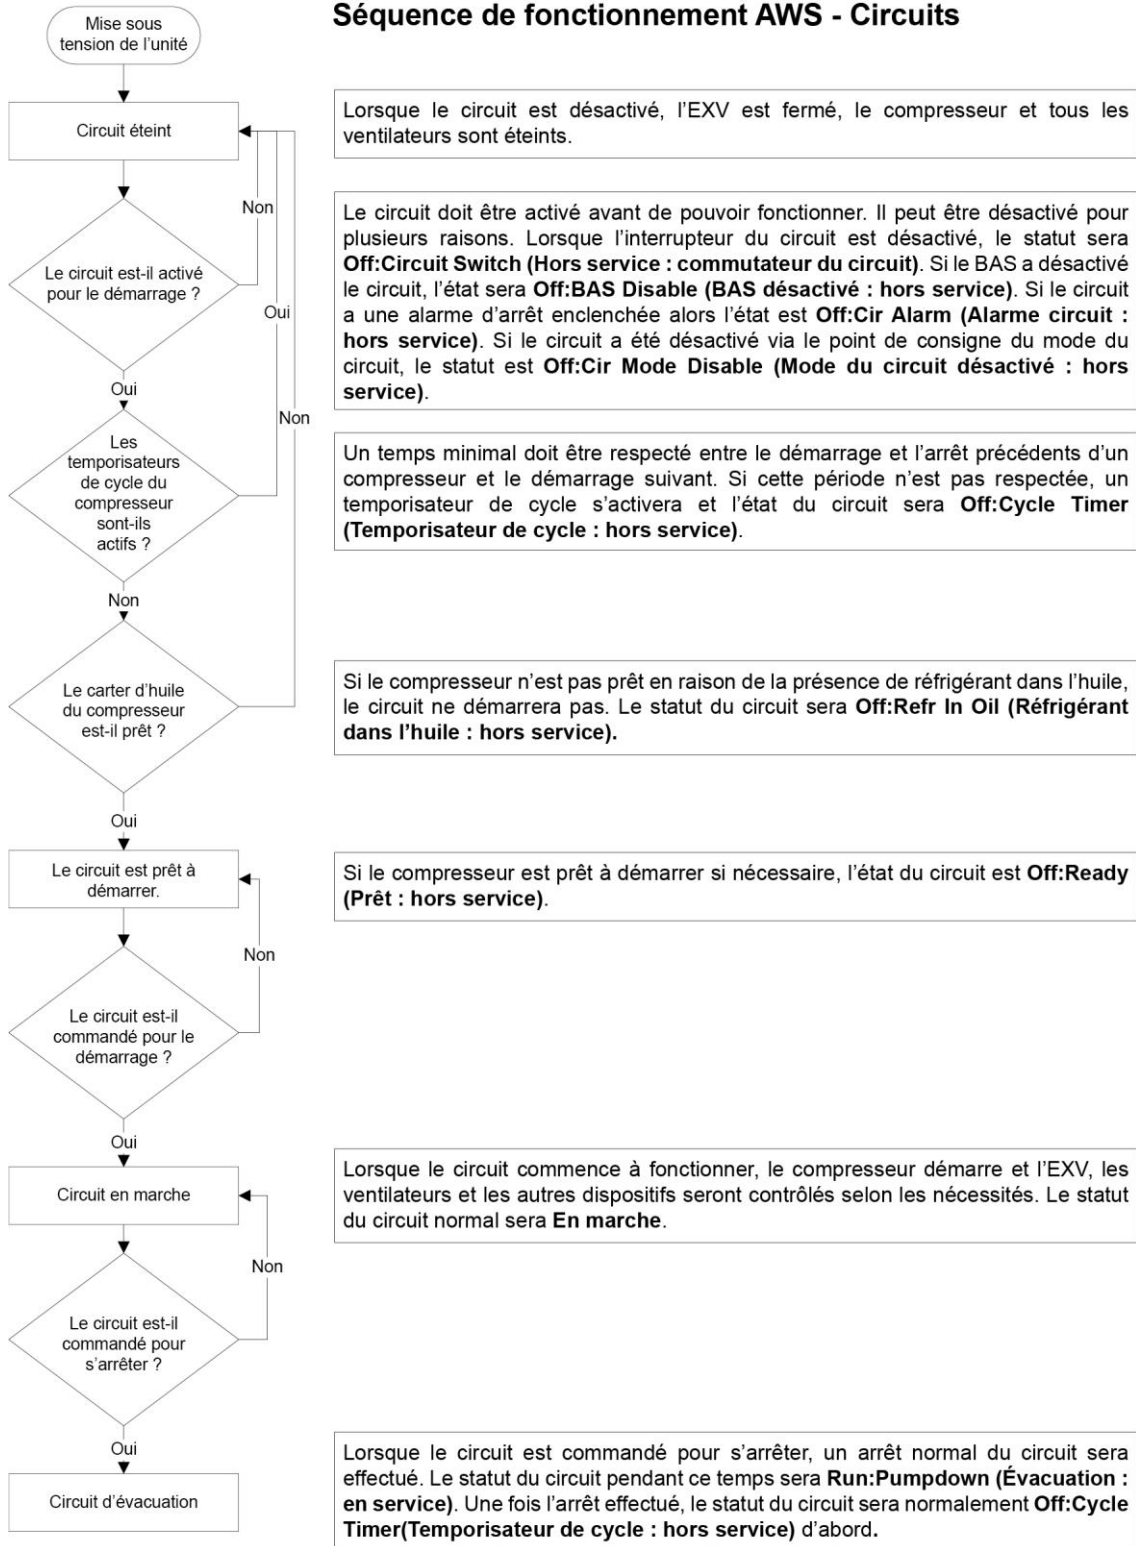 Séquence de fonctionnement AWS - Circuits
Mise sous
tension de l'unité
Circuit éteint
Lorsque le circuit est désactivé, l'EXV est fermé, le compresseur et tous les
ventilateurs sont éteints.
Non
Le circuit est-il activé
pour le démarrage ?
Oui
Le circuit doit être activé avant de pouvoir fonctionner. Il peut être désactivé pour
plusieurs raisons. Lorsque l'interrupteur du circuit est désactivé, le statut sera
Off:Circuit Switch (Hors service : commutateur du circuit). Si le BAS a désactivé
le circuit, l'état sera Off:BAS Disable (BAS désactivé : hors service). Si le circuit
a une alarme d'arrêt enclenchée alors l'état est Off:Cir Alarm (Alarme circuit :
hors service). Si le circuit a été désactivé via le point de consigne du mode du
circuit, le statut est Off:Cir Mode Disable (Mode du circuit désactivé : hors
service).
Oui
Non
Les
temporisateurs
de cycle du
compresseur
sont-ils
actifs ?
Un temps minimal doit être respecté entre le démarrage et l'arrêt précédents d'un
compresseur et le démarrage suivant. Si cette période n'est pas respectée, un
temporisateur de cycle s'activera et l'état du circuit sera Off:Cycle Timer
(Temporisateur de cycle : hors service).
Non
Le carter d'huile
du compresseur
est-il prêt ?
Si le compresseur n'est pas prêt en raison de la présence de réfrigérant dans l'huile,
le circuit ne démarrera pas. Le statut du circuit sera Off:Refr In Oil (Réfrigérant
dans l'huile : hors service).
Oui
Le circuit est prêt à
démarrer.
Si le compresseur est prêt à démarrer si nécessaire, l'état du circuit est Off:Ready
(Prêt : hors service).
Non
Le circuit est-il
commandé pour le
démarrage ?
Oui
Circuit en marche
Lorsque le circuit commence à fonctionner, le compresseur démarre et l'EXV, les
ventilateurs et les autres dispositifs seront contrôlés selon les nécessités. Le statut
du circuit normal sera En marche.
Non
Le circuit est-il
commandé pour
s'arrêter ?
Oui
Circuit d'évacuation
Lorsque le circuit est commandé pour s'arrêter, un arrêt normal du circuit sera
effectué. Le statut du circuit pendant ce temps sera Run:Pumpdown (Évacuation :
en service). Une fois l'arrêt effectué, le statut du circuit sera normalement Off:Cycle
Timer(Temporisateur de cycle : hors service) d'abord.